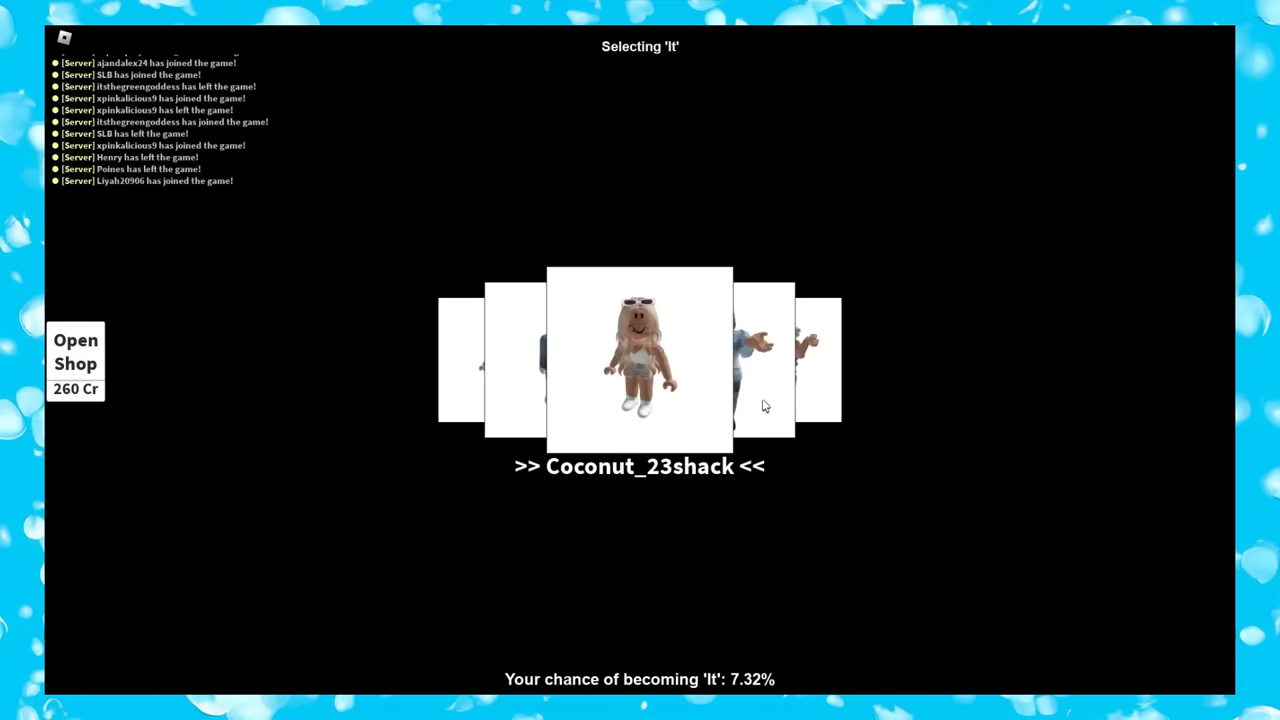 Selecting 'It'
[Server] ajandalex24 has joined the game!
[Server] SLB has joined the game!
[Server] itsthegreengoddess has left the game!
[Server] xpinkalicious9 has joined the game!
[Server] xpinkalicious9 has left the game!
[Server] itsthegreengoddess has joined the game!
[Server] SLB has left the game!
[Server] xpinkalicious9 has joined the game!
[Server] Henry has left the game!
[Server] Poines has left the game!
[Server] Liyah20906 has joined the game!
Open
Shop
260 Cr
>> Coconut_23shack <<
Your chance of becoming 'It': 7.32%